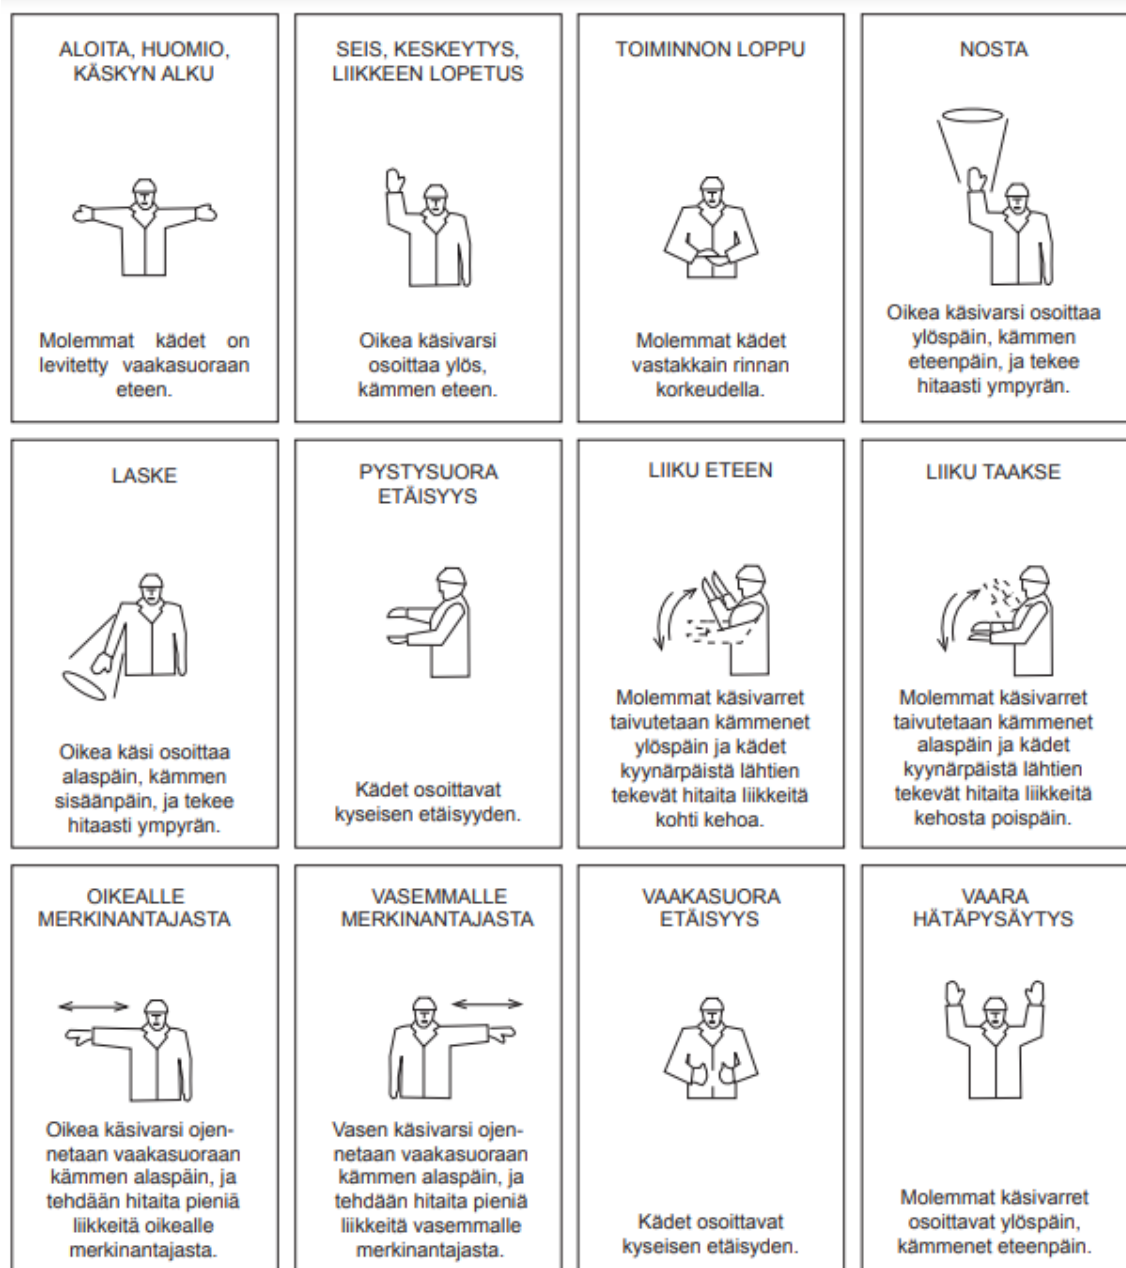 ALOITA, HUOMIO,
KÄSKYN ALKU
Molemmat kädet on
levitetty vaakasuoraan
eteen.
SEIS, KESKEYTYS,
LIIKKEEN LOPETUS
Oikea käsivarsi
osoittaa ylös,
kämmen eteen.
TOIMINNON LOPPU
Molemmat kädet
vastakkain rinnan
korkeudella.
NOSTA
Oikea käsivarsi osoittaa
ylöspäin, kämmen
eteenpäin, ja tekee
hitaasti ympyrän.
LASKE
Oikea käsi osoittaa
alaspäin, kämmen
sisäänpäin, ja tekee
hitaasti ympyrän.
PYSTYSUORA
ETÄISYYS
Kädet osoittavat
kyseisen etäisyyden.
LIIKU ETEEN
Molemmat käsivarret
taivutetaan kämmenet
ylöspäin ja kädet
kyynärpäistä lähtien
tekevät hitaita liikkeitä
kohti kehoa.
LIIKU TAAKSE
Molemmat käsivarret
taivutetaan kämmenet
alaspäin ja kädet
kyynärpäistä lähtien
tekevät hitaita liikkeitä
kehosta poispäin.
OIKEALLE
MERKINANTAJASTA
Oikea käsivarsi ojen-
netaan vaakasuoraan
kämmen alaspäin, ja
tehdään hitaita pieniä
liikkeitä oikealle
merkinantajasta.
VASEMMALLE
MERKINANTAJASTA
Vasen käsivarsi ojen-
netaan vaakasuoraan
kämmen alaspäin, ja
tehdään hitaita pieniä
liikkeitä vasemmalle
merkinantajasta.
VAAKASUORA
ETÄISYYS
Kädet osoittavat
kyseisen etäisyden.
VAARA
HÄTÄPYSÄYTYS
Molemmat käsivarret
osoittavat ylöspäin,
kämmenet eteenpäin.